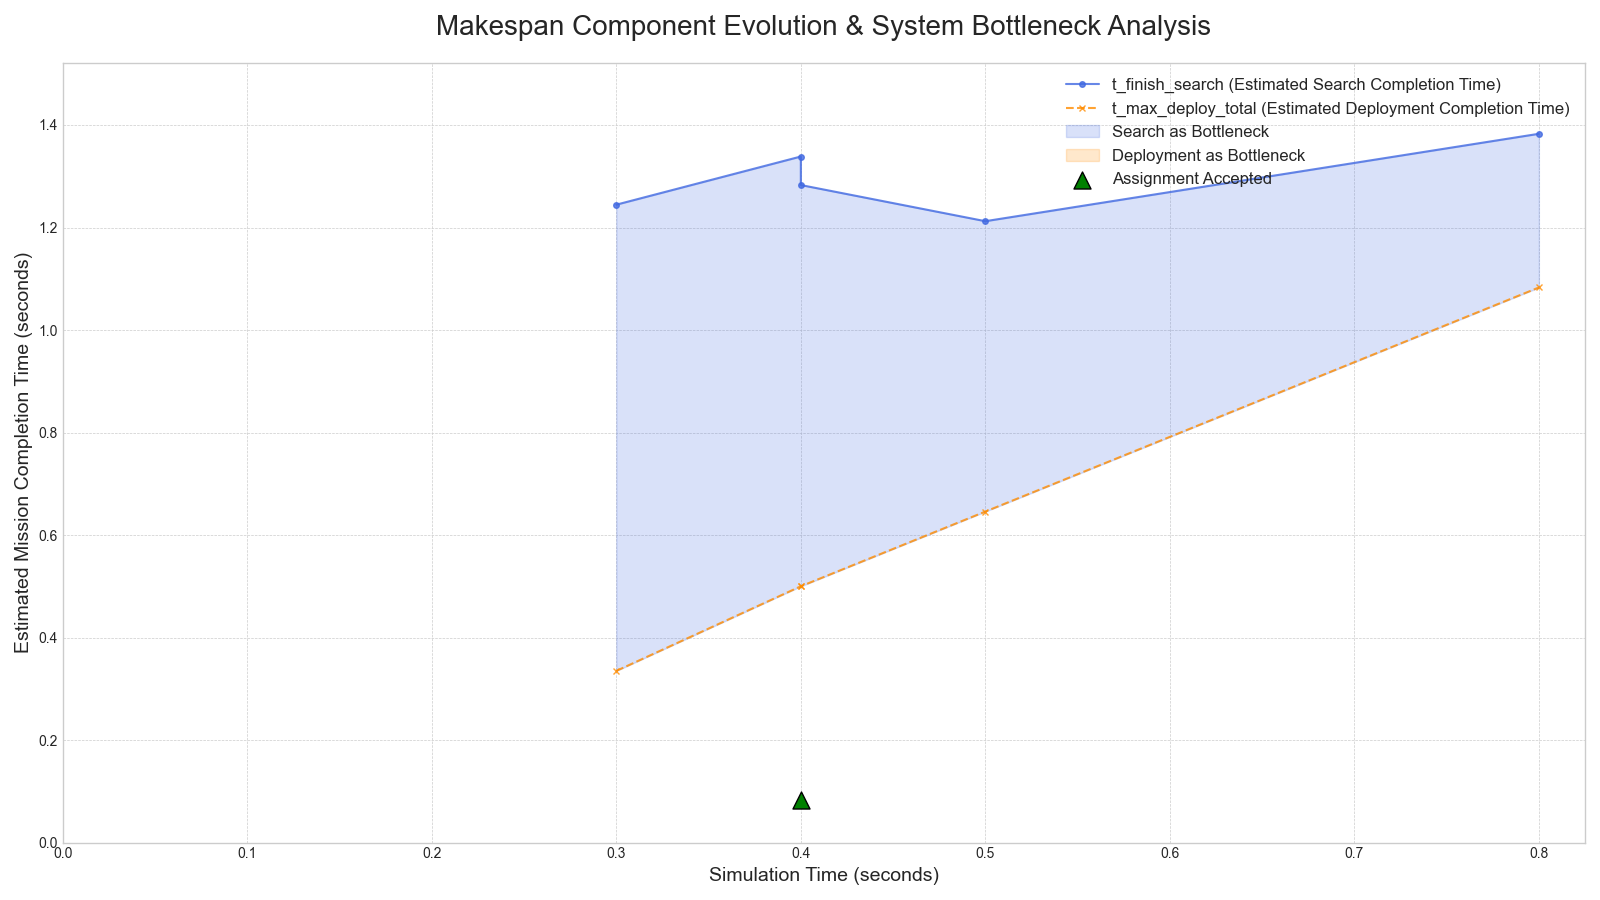 Makespan Component Evolution & System Bottleneck Analysis
t_finish_search (Estimated Search Completion Time)
t_max_deploy_total (Estimated Deployment Completion Time)
Search as Bottleneck
Deployment as Bottleneck
Assignment Accepted
Estimated Mission Completion Time (seconds)
1.4
1.2
1.0
0.8
0.6
0.4
0.2
0.0
0.0 0.1 0.2 0.3 0.4 0.5 0.6 0.7 0.8
Simulation Time (seconds)